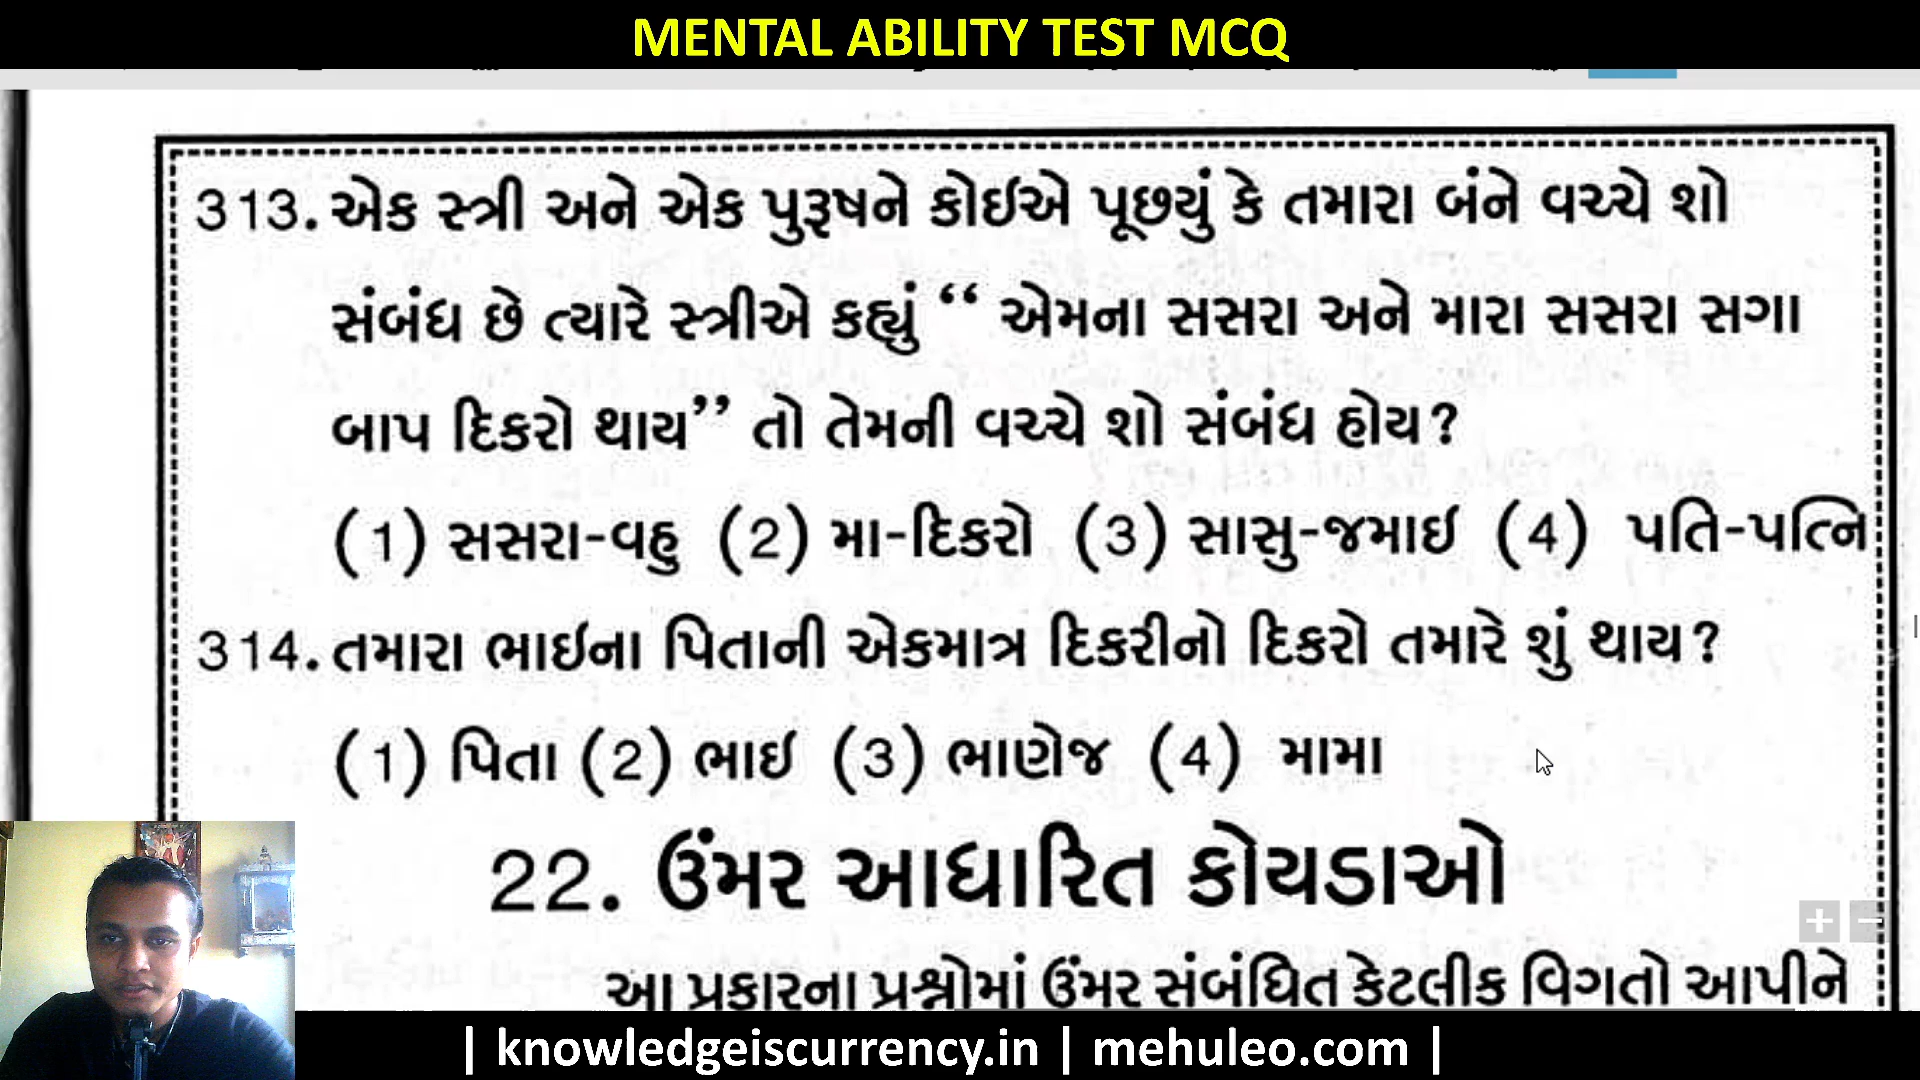 MENTAL ABILITY TEST MCQ
313. એક સ્ત્રી અને એક પુરૂષને કોઈએ પૂછયું કે તમારા બંને વચ્ચે શો
સંબંધ છે ત્યારે સ્ત્રીએ કહ્યું “ એમના સસરા અને મારા સસરા સગા
બાપ દિકરો થાય” તો તેમની વચ્ચે શો સંબંધ હોય?
(1) સસરા-વહુ (2) મા-દિકરો (3) સાસુ-જમાઈ (4) પતિ-પત્નિ
314. તમારા ભાઈના પિતાની એકમાત્ર દિકરીનો દિકરો તમારે શું થાય?
(1) પિતા (2) ભાઈ (3) ભાણેજ (4) મામા
22. ઉંમર આધારિત કોયડાઓ
આ પ્રકારના પ્રશ્નોમાં ઉંમર સંબંધિત કેટલીક વિગતો આપીને
| knowledgeiscurrency.in | mehuleo.com |